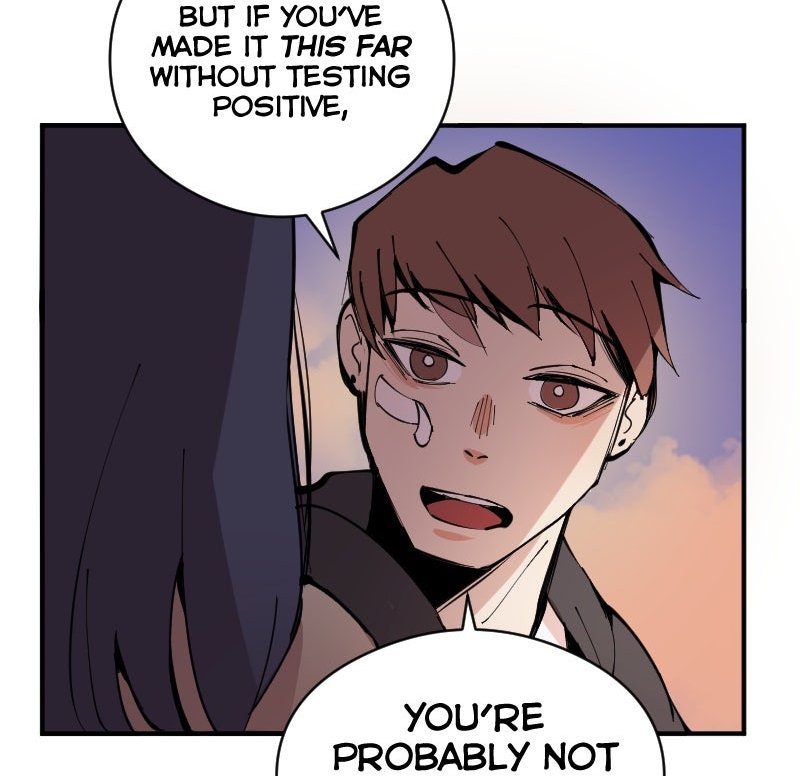 BUT IF YOU'VE
MADE IT THIS FAR
WITHOUT TESTING
POSITIVE,
YOU'RE
PROBABLY NOT